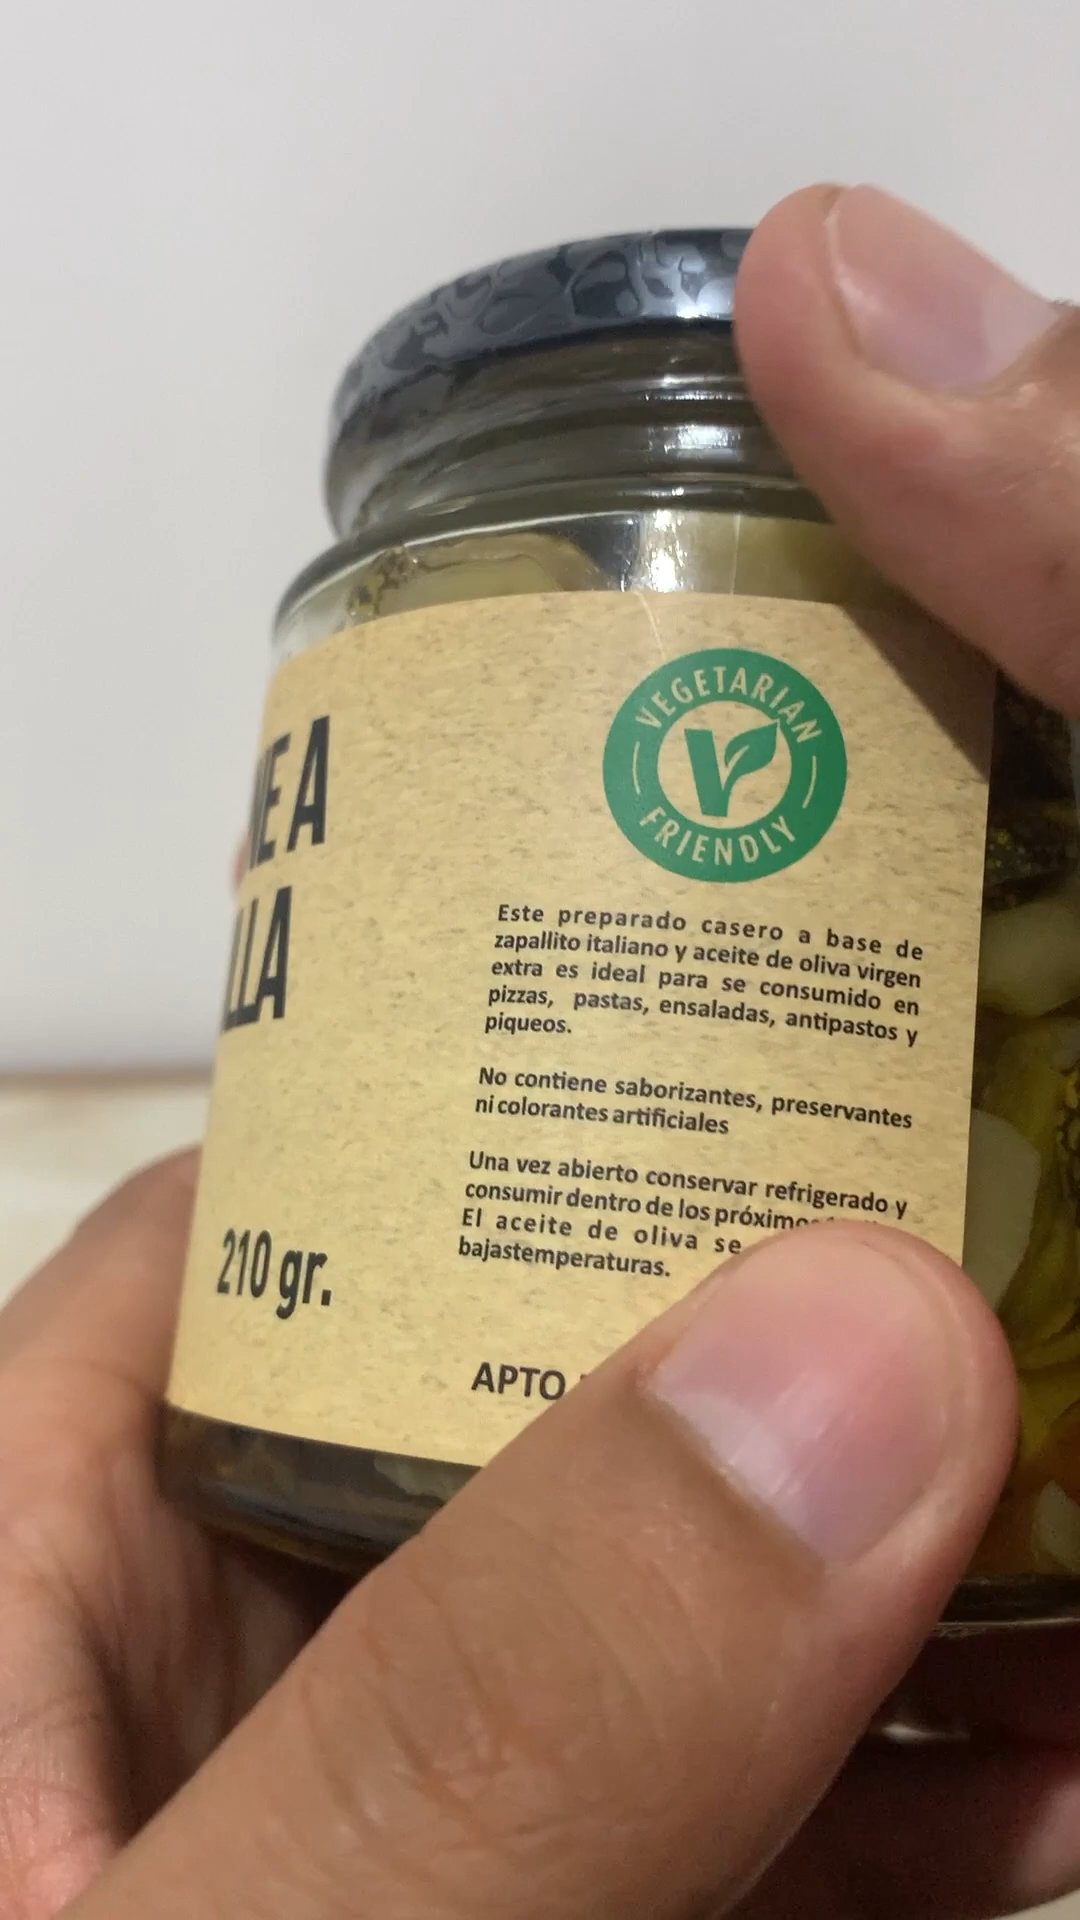 VEGETARIAN
FRIENDLY
NE A
LLA
210 gr.
Este preparado casero a base de
zapallito italiano y aceite de oliva virgen
extra es ideal para se consumido en
pizzas, pastas, ensaladas, antipastos y
piqueos.
No contiene saborizantes, preservantes
ni colorantes artificiales
Una vez abierto conservar refrigerado y
consumir dentro de los
El aceite de oliva se
bajastemperaturas.
APTO